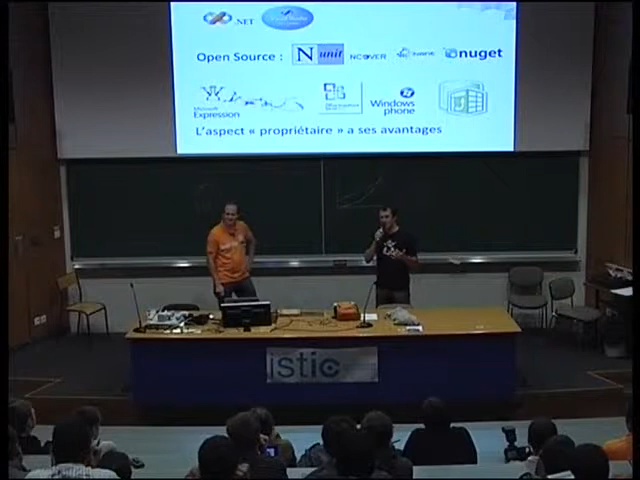 .NET
Open Source : Nunit NCOVER nuget
Microsoft
Expression
Windows
phone
L'aspect « propriétaire » a ses avantages
istic